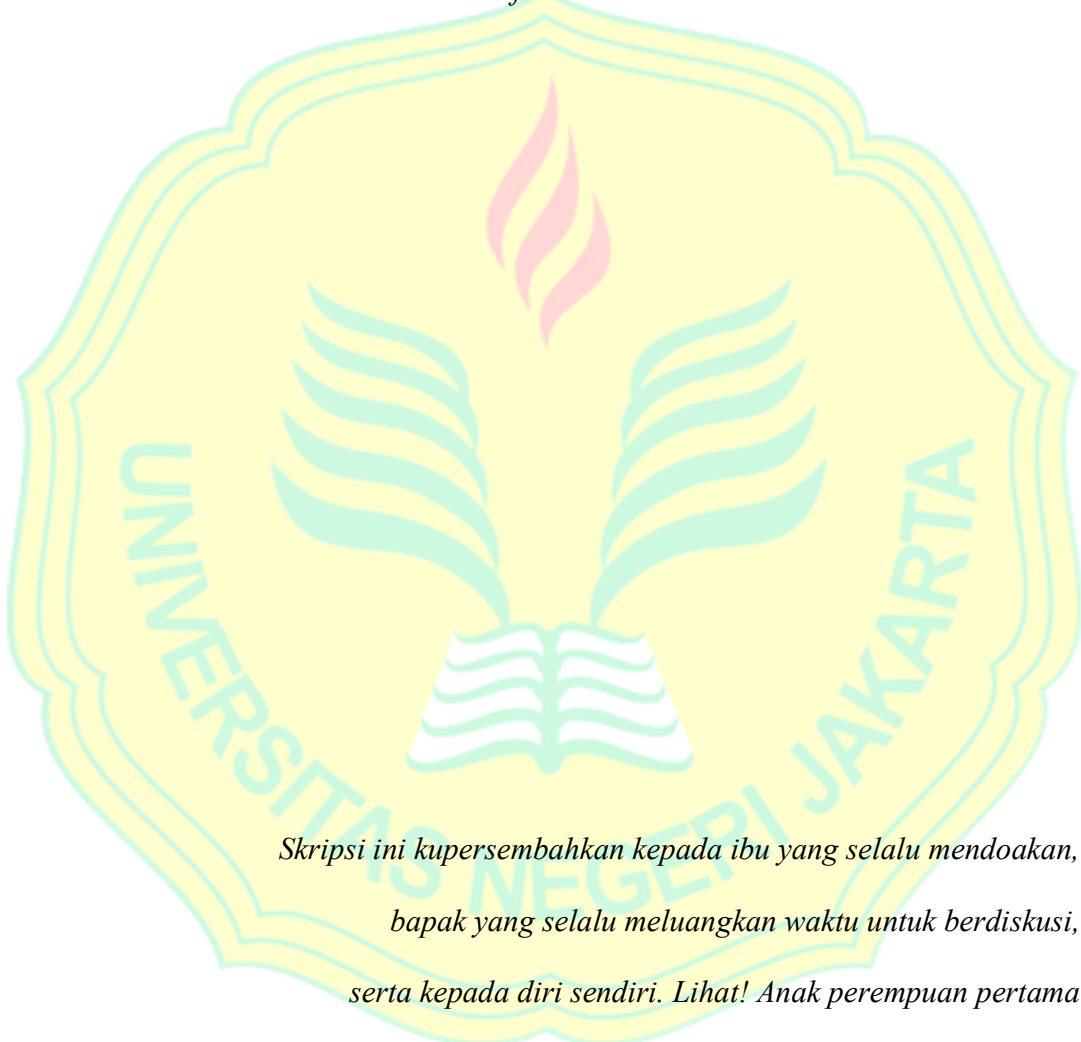 UNIVERSITAS NEGERI JAKARTA
Skripsi ini kupersembahkan kepada ibu yang selalu mendoakan,
bapak yang selalu meluangkan waktu untuk berdiskusi,
serta kepada diri sendiri. Lihat! Anak perempuan pertama